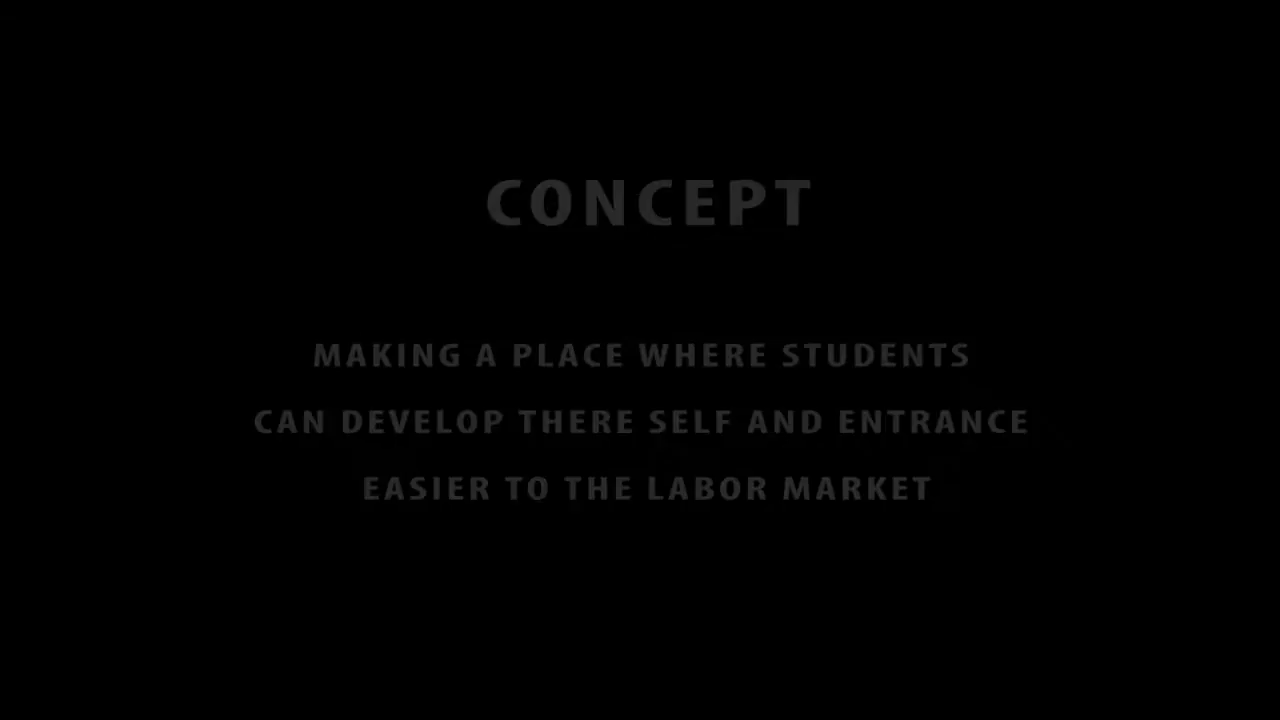 CONCEPT
MAKING A PLACE WHERE STUDENTS
CAN DEVELOP THERE SELF AND ENTRANCE
EASIER TO THE LABOR MARKET